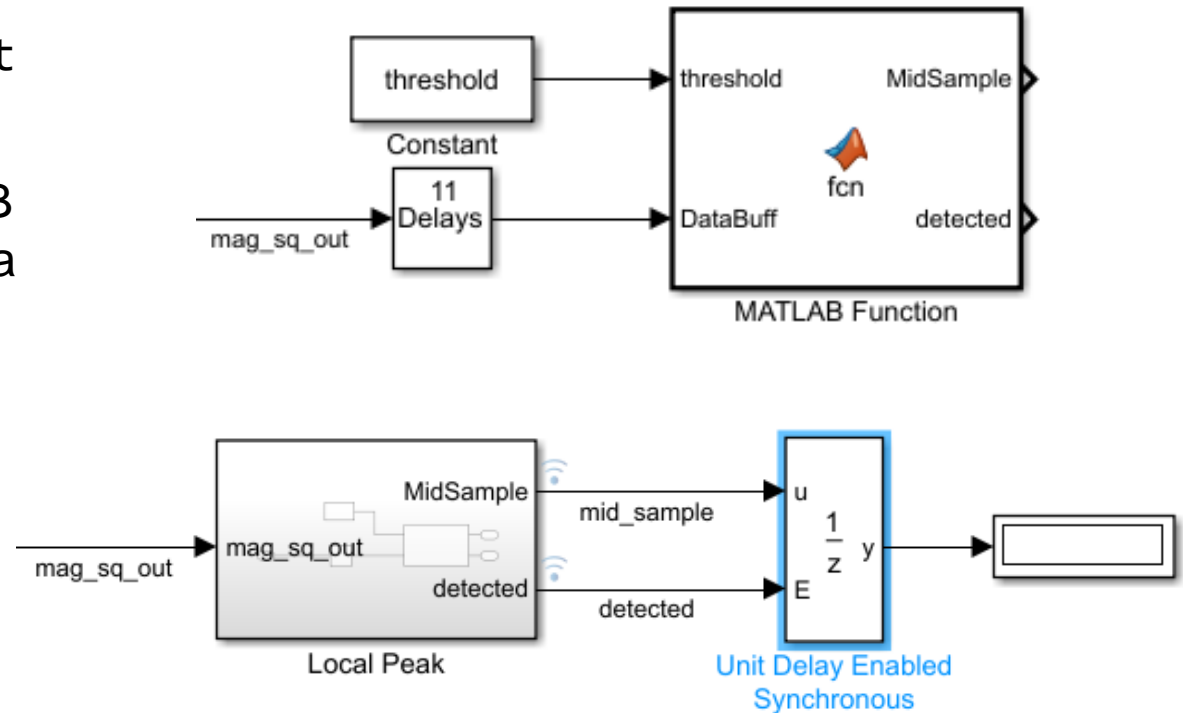 t
threshold
Constant
threshold
MidSample
fcn
3
a
mag_sq_out
11
Delays
DataBuff
detected
MATLAB Function
mag_sq_out
mag_sq_out
MidSample
detected
Local Peak
mid_sample
detected
u
E
1
z
y
Unit Delay Enabled
Synchronous